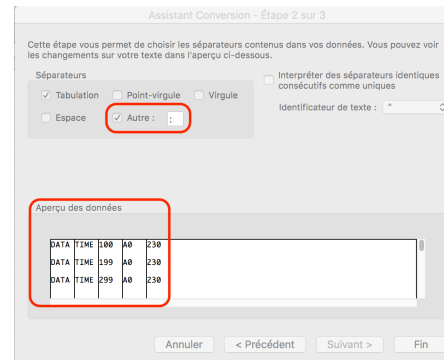 Assistant Conversion - Étape 2 sur 3
Cette étape vous permet de choisir les séparateurs contenus dans vos données. Vous pouvez voir
les changements sur votre texte dans l'aperçu ci-dessous.
Séparateurs
Tabulation Point-virgule Virgule
Espace Autre : :
Interpréter des séparateurs identiques
consécutifs comme uniques
Identificateur de texte : "
Aperçu des données
DATA TIME 100 A0 230
DATA TIME 199 A0 230
DATA TIME 299 A0 230
Annuler < Précédent Suivant > Fin